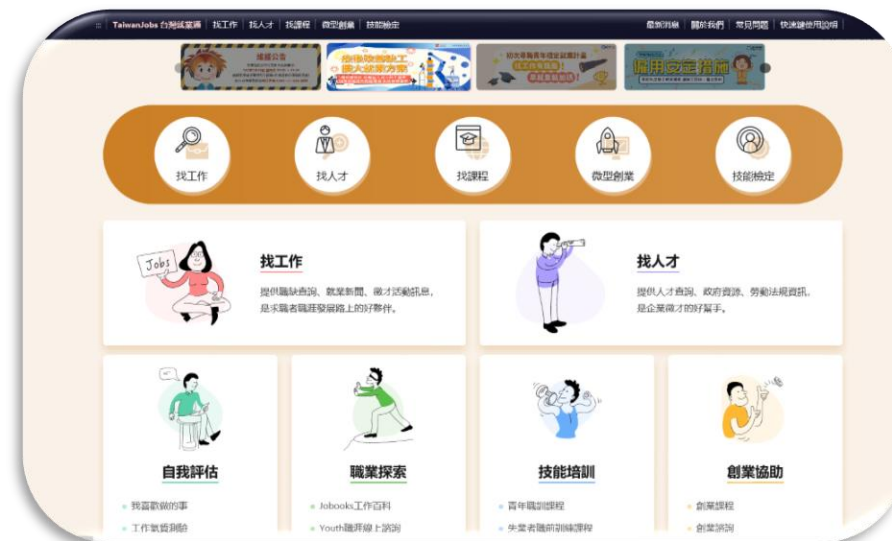 TaiwanJobs 台灣就業通 找工作 找人才 找課程 微型創業 技能檢定
最新消息 關於我們 常見問題 快速鍵使用說明
僱用安定措施
找工作 找人才 找課程 微型創業 技能檢定
Jobs
找工作
提供職缺查詢、就業新聞、徵才活動訊息，
是求職者職涯發展路上的好夥伴。
找人才
提供人才查詢、政府資源、勞動法規資訊，
是企業徵才的好幫手。
自我評估
我喜歡做的事
工作氣質測驗
職業探索
Jobooks工作百科
Youth職涯線上諮詢
技能培訓
青年職訓課程
失業者職前訓練課程
創業協助
創業課程
創業諮詢